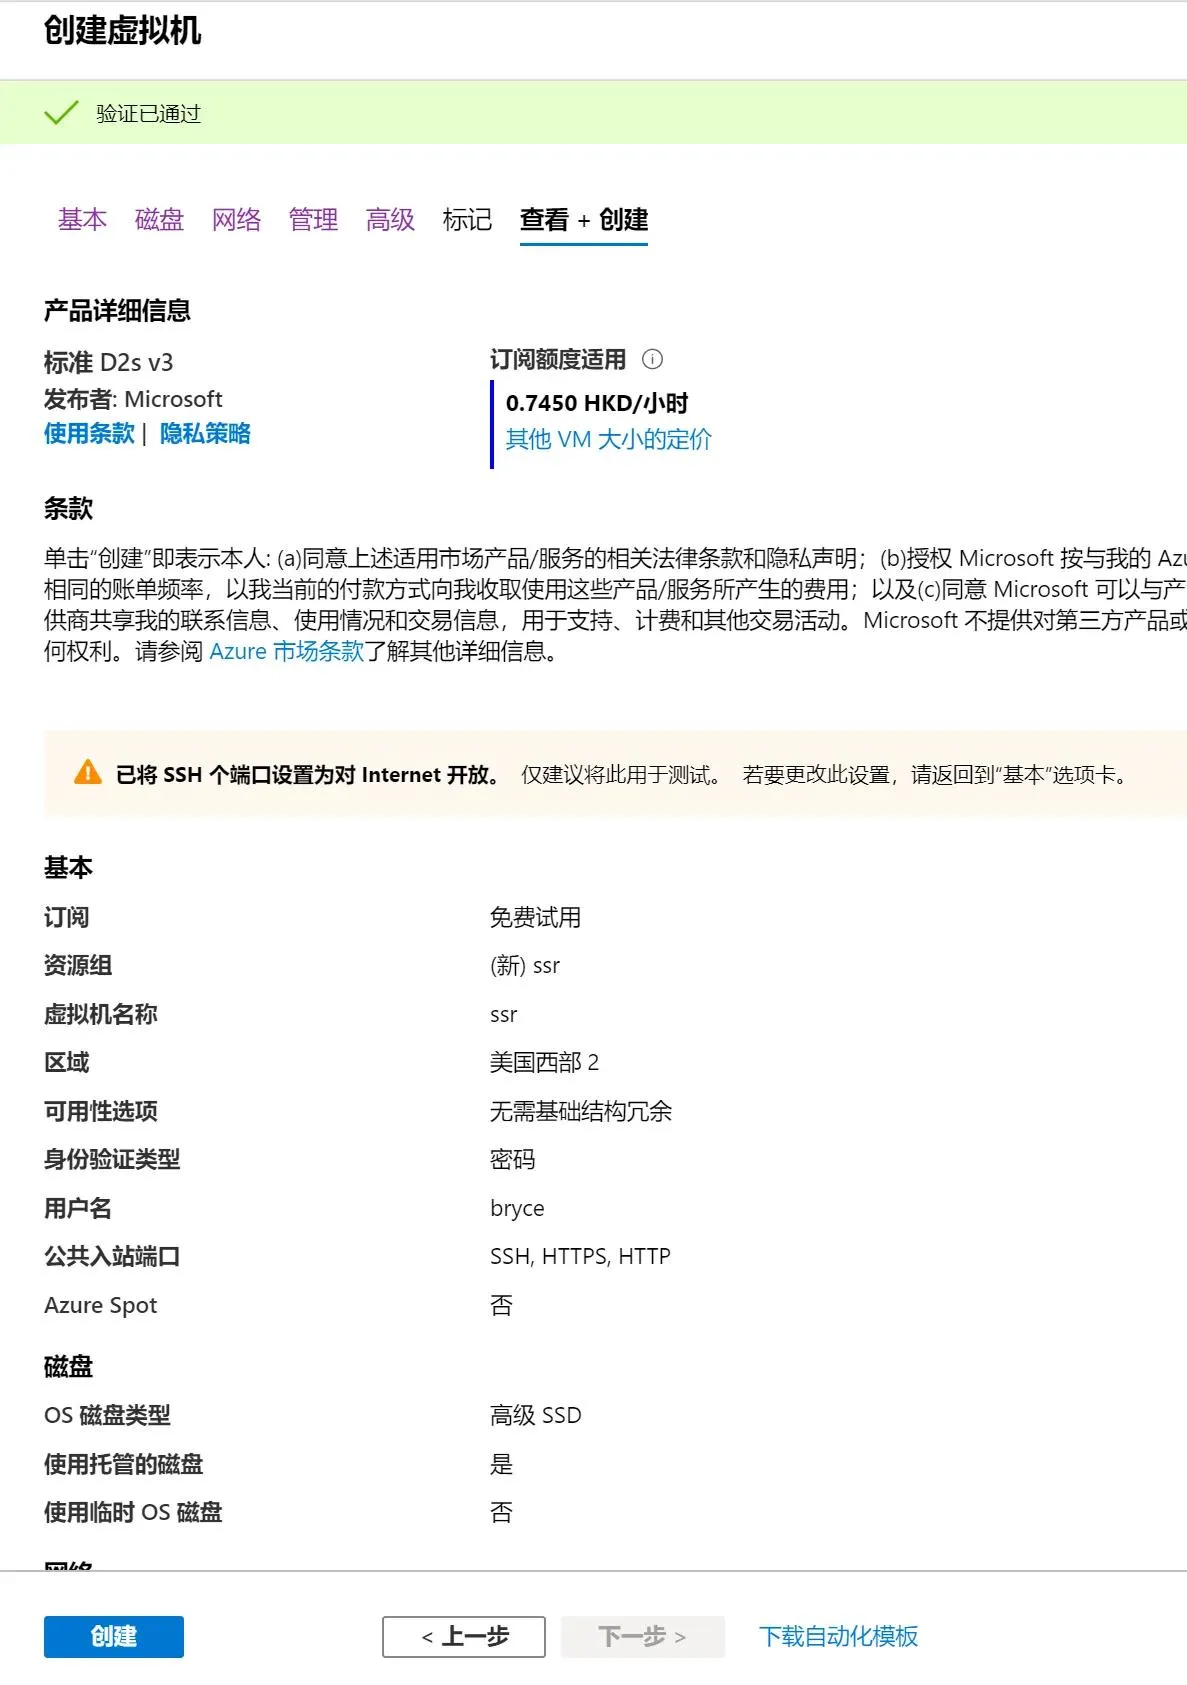 创建虚拟机
验证已通过
基本 磁盘 网络 管理 高级 标记 查看 + 创建
产品详细信息
标准 D2s v3
发布者: Microsoft
使用条款 | 隐私策略
订阅额度适用
0.7450 HKD/小时
其他 VM 大小的定价
条款
单击“创建”即表示本人: (a)同意上述适用市场产品/服务的相关法律条款和隐私声明；(b)授权 Microsoft 按与我的
相同的账单频率，以我当前的付款方式向我收取使用这些产品/服务所产生的费用；以及(c)同意 Microsoft 可以与产
供商共享我的联系信息、使用情况和交易信息，用于支持、计费和其他交易活动。Microsoft 不提供对第三方产品或
何权利。请参阅 Azure 市场条款了解其他详细信息。
已将 SSH 个端口设置为对 Internet 开放。 仅建议将此用于测试。 若要更改此设置，请返回到“基本”选项卡。
基本
订阅 免费试用
资源组 (新) ssr
虚拟机名称 ssr
区域 美国西部 2
可用性选项 无需基础结构冗余
身份验证类型 密码
用户名 bryce
公共入站端口 SSH, HTTPS, HTTP
Azure Spot 否
磁盘
OS 磁盘类型 高级 SSD
使用托管的磁盘 是
使用临时 OS 磁盘 否
网络
创建 < 上一步 下一步 > 下载自动化模板